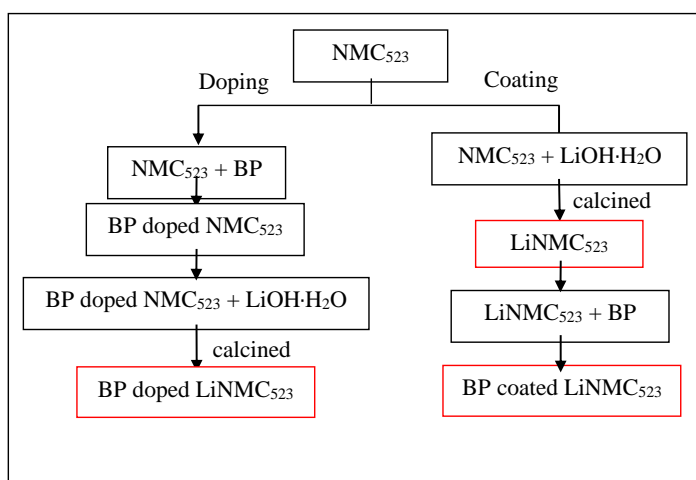 NMC₅₂₃
Doping
Coating
NMC₅₂₃ + BP
NMC₅₂₃ + LiOH·H₂O
calcined
BP doped NMC₅₂₃
LiNMC₅₂₃
BP doped NMC₅₂₃ + LiOH·H₂O
LiNMC₅₂₃ + BP
calcined
BP doped LiNMC₅₂₃
BP coated LiNMC₅₂₃